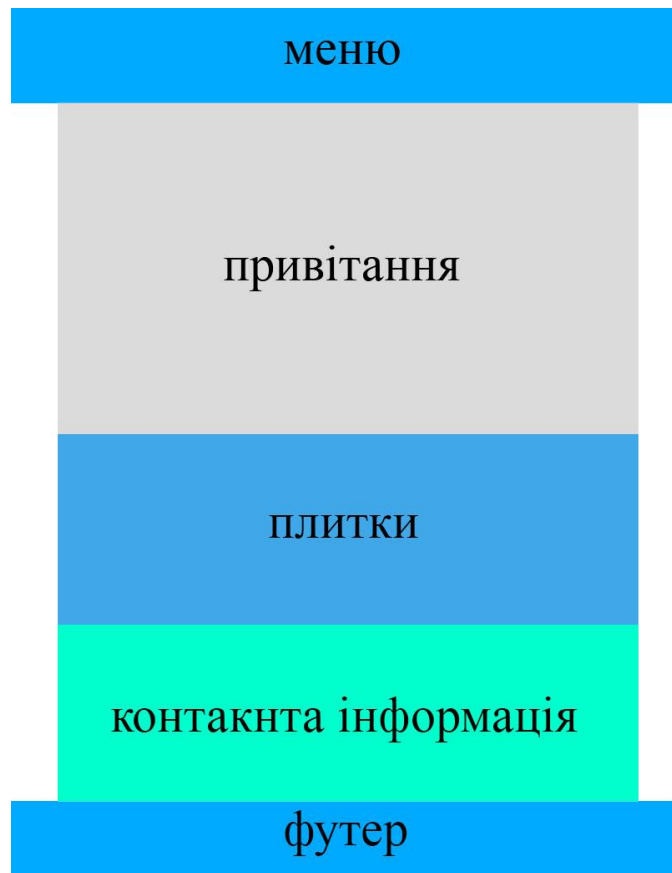 меню
привітання
плитки
контакнта інформація
футер